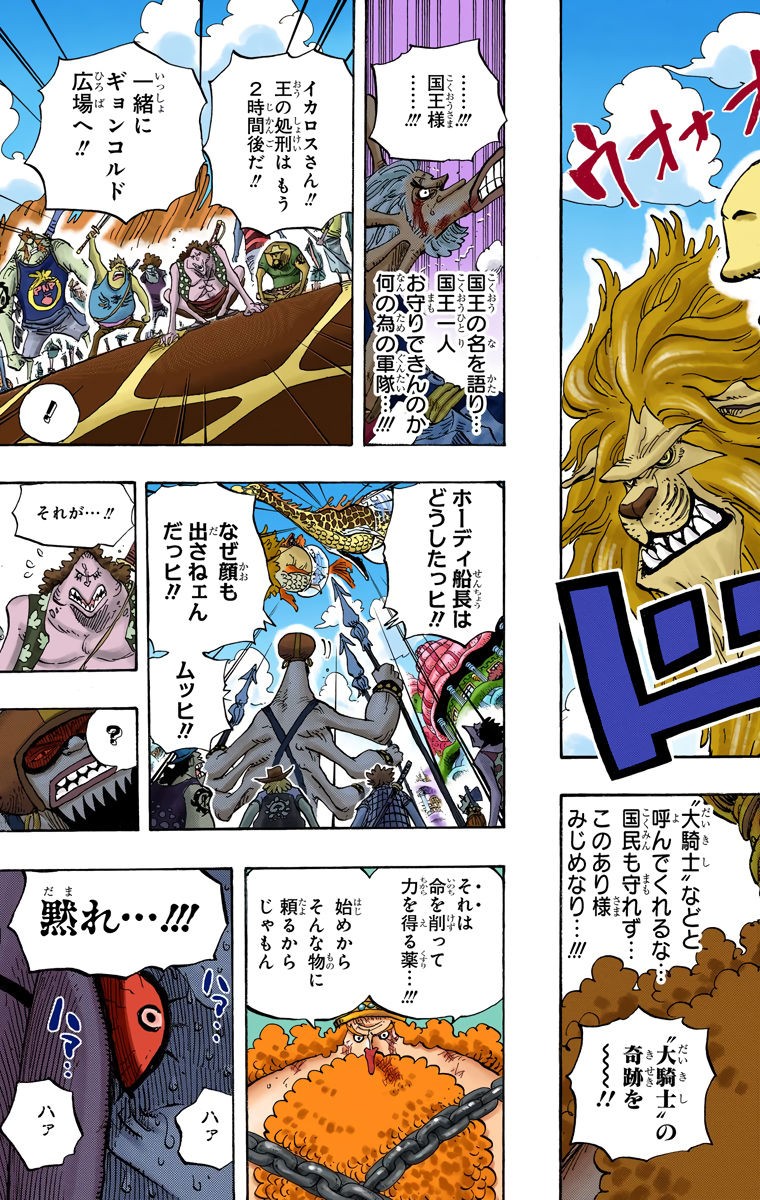 ウオオオ
ド
"大騎士"などと
呼んでくれるな…
国民も守れず…
このあり様
みじめなり…!!!
"大騎士"の
奇跡を
〜〜〜!!
………
国王様
……!!!
国王の名を語り…
国王一人
お守りできんのか
何の為の軍隊…!!!
イカロスさん!!
王の処刑は もう
2時間後だ!!
一緒に
ギョンコルド
広場へ!!
!
ホーディ船長は
どうしたっヒ!!
なぜ顔も
出さねェん
だっヒ!!
ムッヒ!!
それが…!!
?
それは
命を削って
力を得る薬…!!!
始めから
そんな物に
頼るから
じゃもん
黙れ…!!!
ハァ…
ハァ…
ハァ
ハァ